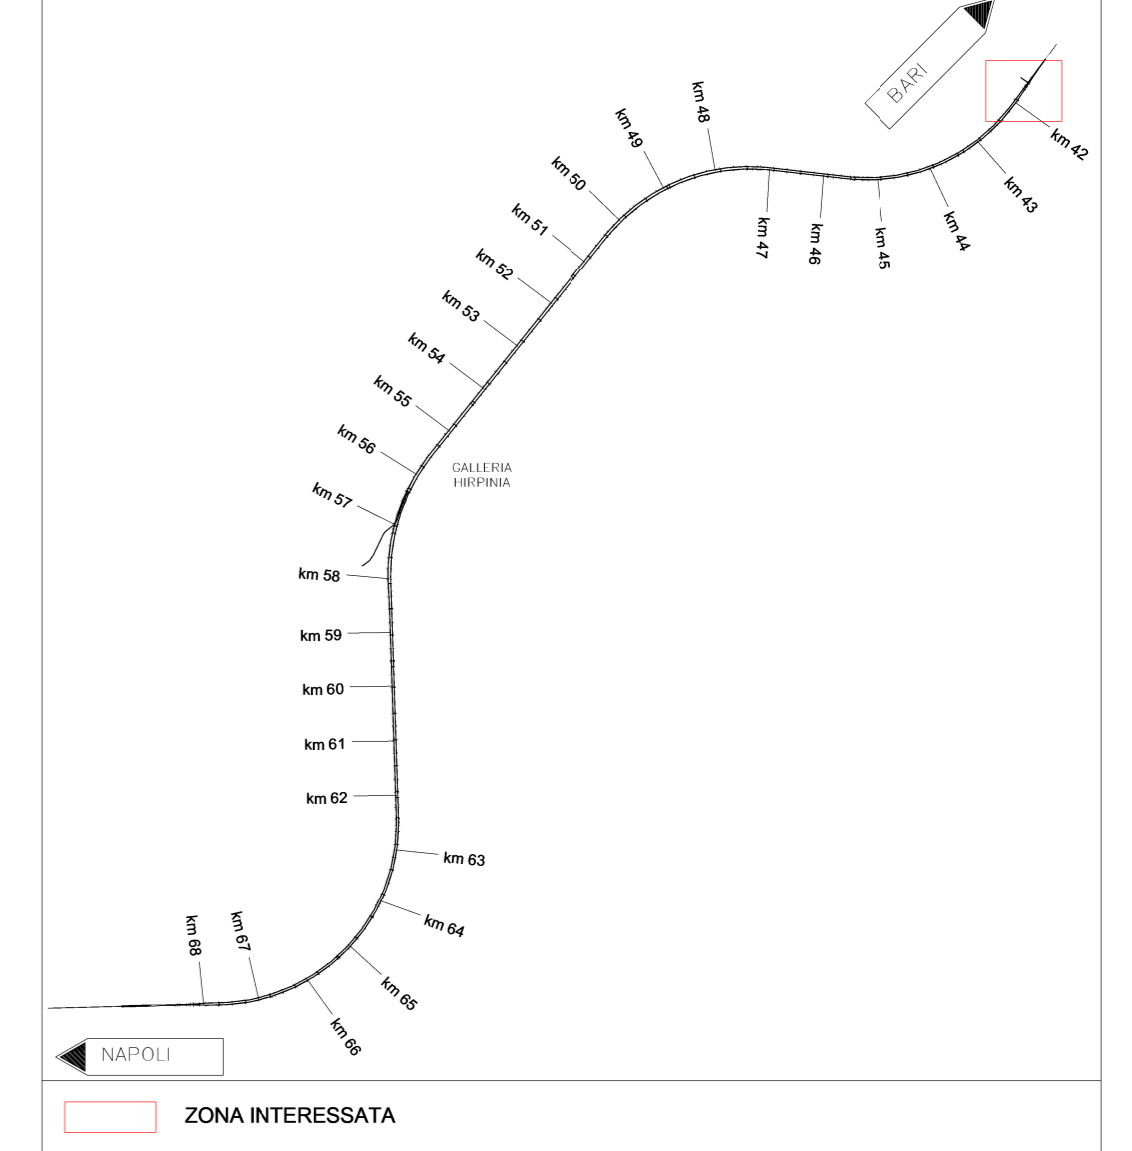 BARI
km 42
km 43
km 44
km 45
km 46
km 47
km 48
km 49
km 50
km 51
km 52
km 53
km 54
km 55
km 56
GALLERIA
HIRPINIA
km 57
km 58
km 59
km 60
km 61
km 62
km 63
km 64
km 65
km 66
km 67
km 68
NAPOLI
ZONA INTERESSATA